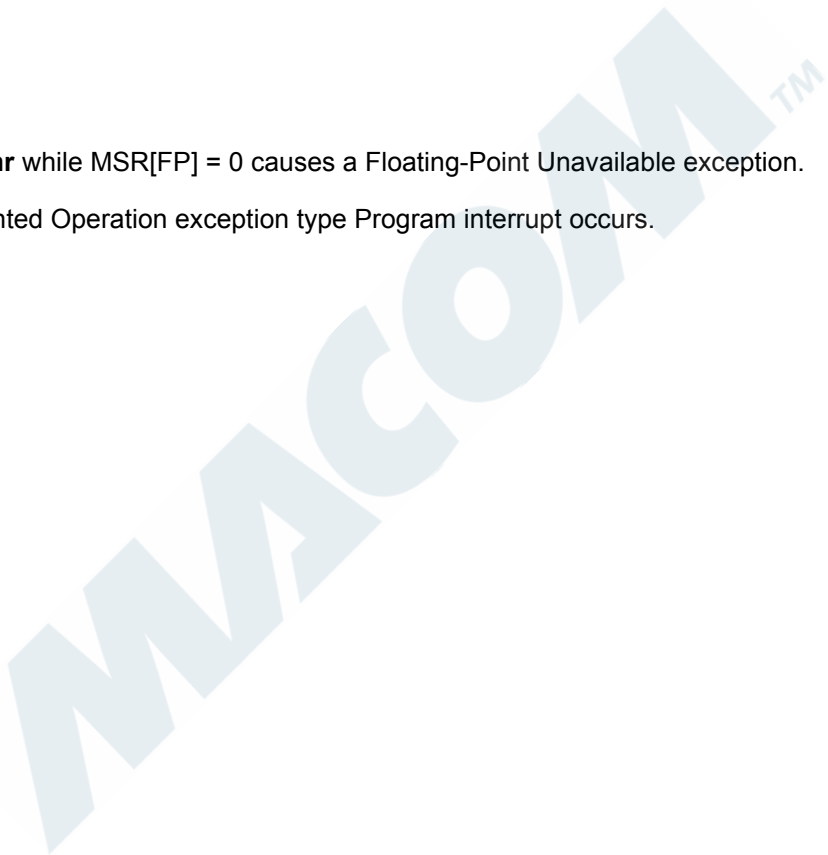 r while MSR[FP] = 0 causes a Floating-Point Unavailable exception.
nted Operation exception type Program interrupt occurs.
MACOM™